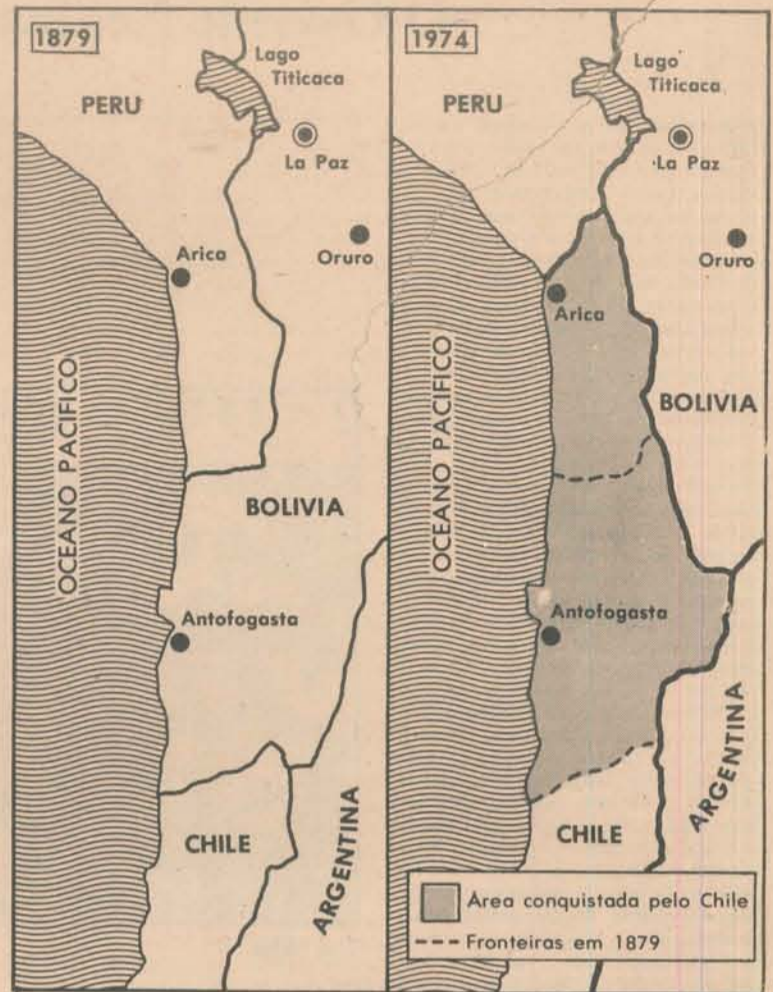 1879
Lago
Titicaca
PERU
La Paz
Arica
Oruro
OCEANO PACIFICO
BOLIVIA
Antofogasta
CHILE
ARGENTINA
1974
Lago
Titicaca
PERU
La Paz
Oruro
Arica
OCEANO PACIFICO
BOLIVIA
Antofogasta
ARGENTINA
CHILE
Área conquistada pelo Chile
Fronteiras em 1879